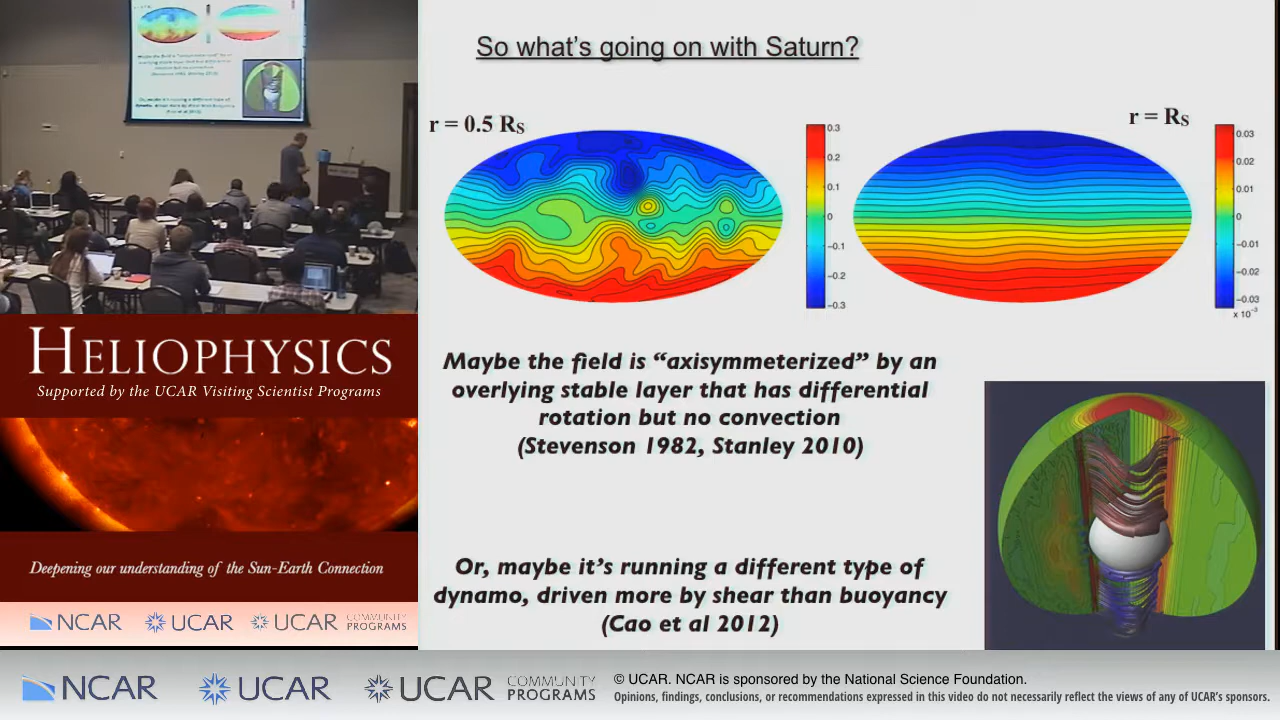 So what's going on with Saturn?
r = 0.5 RS
r = RS
0.3
0.2
0.1
0
−0.1
−0.2
−0.3
0.03
0.02
0.01
0
−0.01
−0.02
−0.03
x 10⁻³
Maybe the field is “axisymmeterized” by an
overlying stable layer that has differential
rotation but no convection
(Stevenson 1982, Stanley 2010)
Or, maybe it's running a different type of
dynamo, driven more by shear than buoyancy
(Cao et al 2012)
HELIOPHYSICS
Supported by the UCAR Visiting Scientist Programs
Deepening our understanding of the Sun-Earth Connection
NCAR UCAR UCAR COMMUNITY PROGRAMS
NCAR UCAR UCAR COMMUNITY PROGRAMS
© UCAR. NCAR is sponsored by the National Science Foundation.
Opinions, findings, conclusions, or recommendations expressed in this video do not necessarily reflect the views of any of UCAR's sponsors.